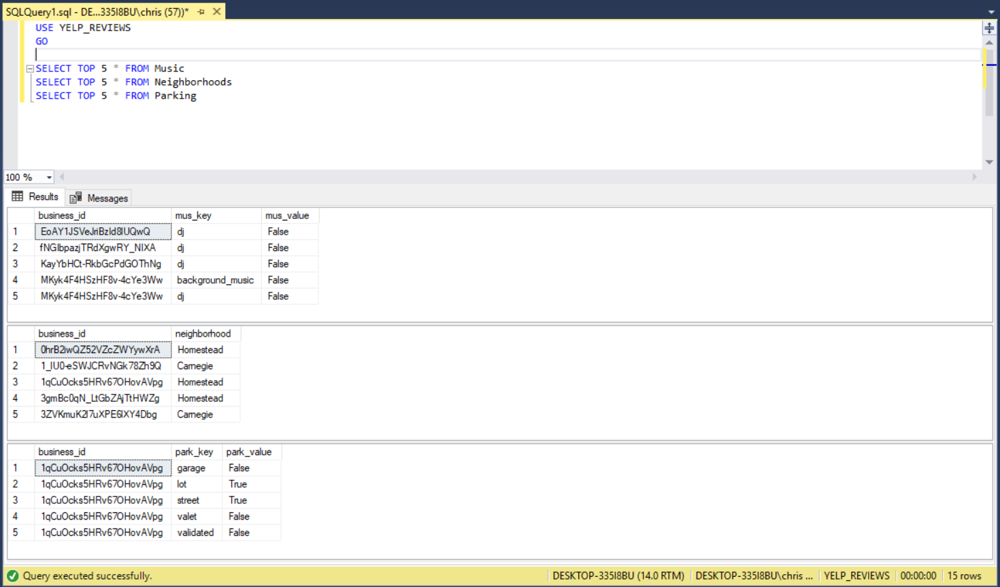 SQLQuery1.sql - DE...335I8BU\chris (57))*
USE YELP_REVIEWS
GO
SELECT TOP 5 * FROM Music
SELECT TOP 5 * FROM Neighborhoods
SELECT TOP 5 * FROM Parking
100 %
Results Messages
business_id mus_key mus_value
1 EoAY1JSVeJriBzId8IUQwQ dj False
2 fNGIbpazjTRdXgwRY_NIXA dj False
3 KayYbHCt-RkbGcPdGOThNg dj False
4 MKyk4F4HSzHF8v-4cYe3Ww background_music False
5 MKyk4F4HSzHF8v-4cYe3Ww dj False
business_id neighborhood
1 0hrB2iwQZ52VZcZWYywXrA Homestead
2 1_lU0-eSWJCRvNGk78Zh9Q Carnegie
3 1qCuOcks5HRv67OHovAVpg Homestead
4 3gmBc0qN_LtGbZAjTtHWZg Homestead
5 3ZVKmuK2l7uXPE6lXY4Dbg Carnegie
business_id park_key park_value
1 1qCuOcks5HRv67OHovAVpg garage False
2 1qCuOcks5HRv67OHovAVpg lot True
3 1qCuOcks5HRv67OHovAVpg street True
4 1qCuOcks5HRv67OHovAVpg valet False
5 1qCuOcks5HRv67OHovAVpg validated False
Query executed successfully. DESKTOP-335I8BU (14.0 RTM) DESKTOP-335I8BU\chris ... YELP_REVIEWS 00:00:00 15 rows